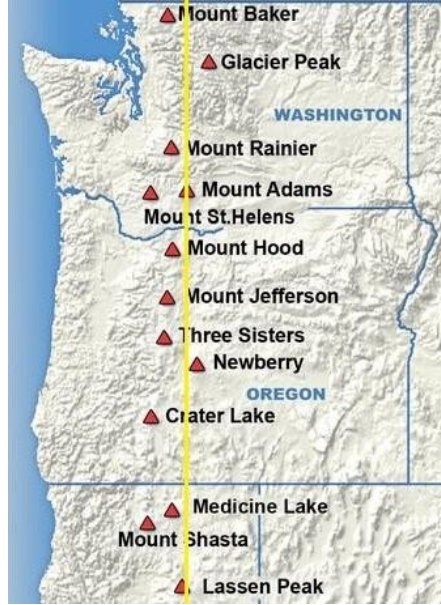 Mount Baker
Glacier Peak
WASHINGTON
Mount Rainier
Mount Adams
Mount St.Helens
Mount Hood
Mount Jefferson
Three Sisters
Newberry
OREGON
Crater Lake
Medicine Lake
Mount Shasta
Lassen Peak